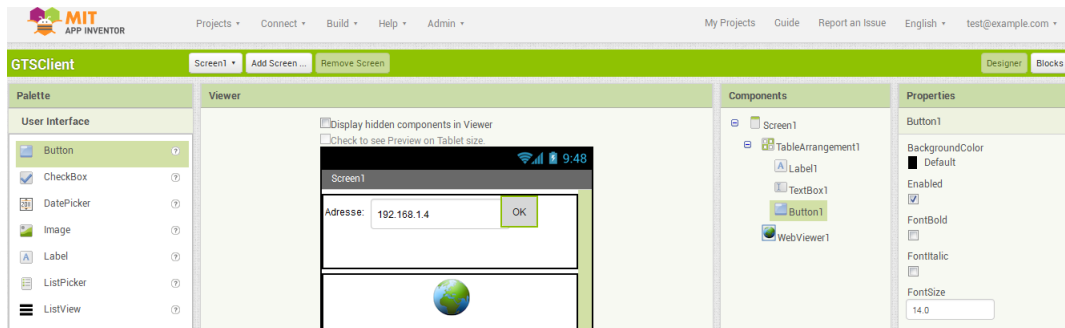 MIT
APP INVENTOR
Projects Connect Build Help Admin My Projects Guide Report an Issue English test@example.com
GTSClient Screen1 Add Screen ... Remove Screen Designer Blocks
Palette Viewer Components Properties
User Interface
Button
CheckBox
DatePicker
Image
Label
ListPicker
ListView
Display hidden components in Viewer
Check to see Preview on Tablet size.
9:48
Screen1
Adresse: 192.168.1.4 OK
Screen1
TableArrangement1
Label1
TextBox1
Button1
WebViewer1
Button1
BackgroundColor
Default
Enabled
FontBold
FontItalic
FontSize
14.0